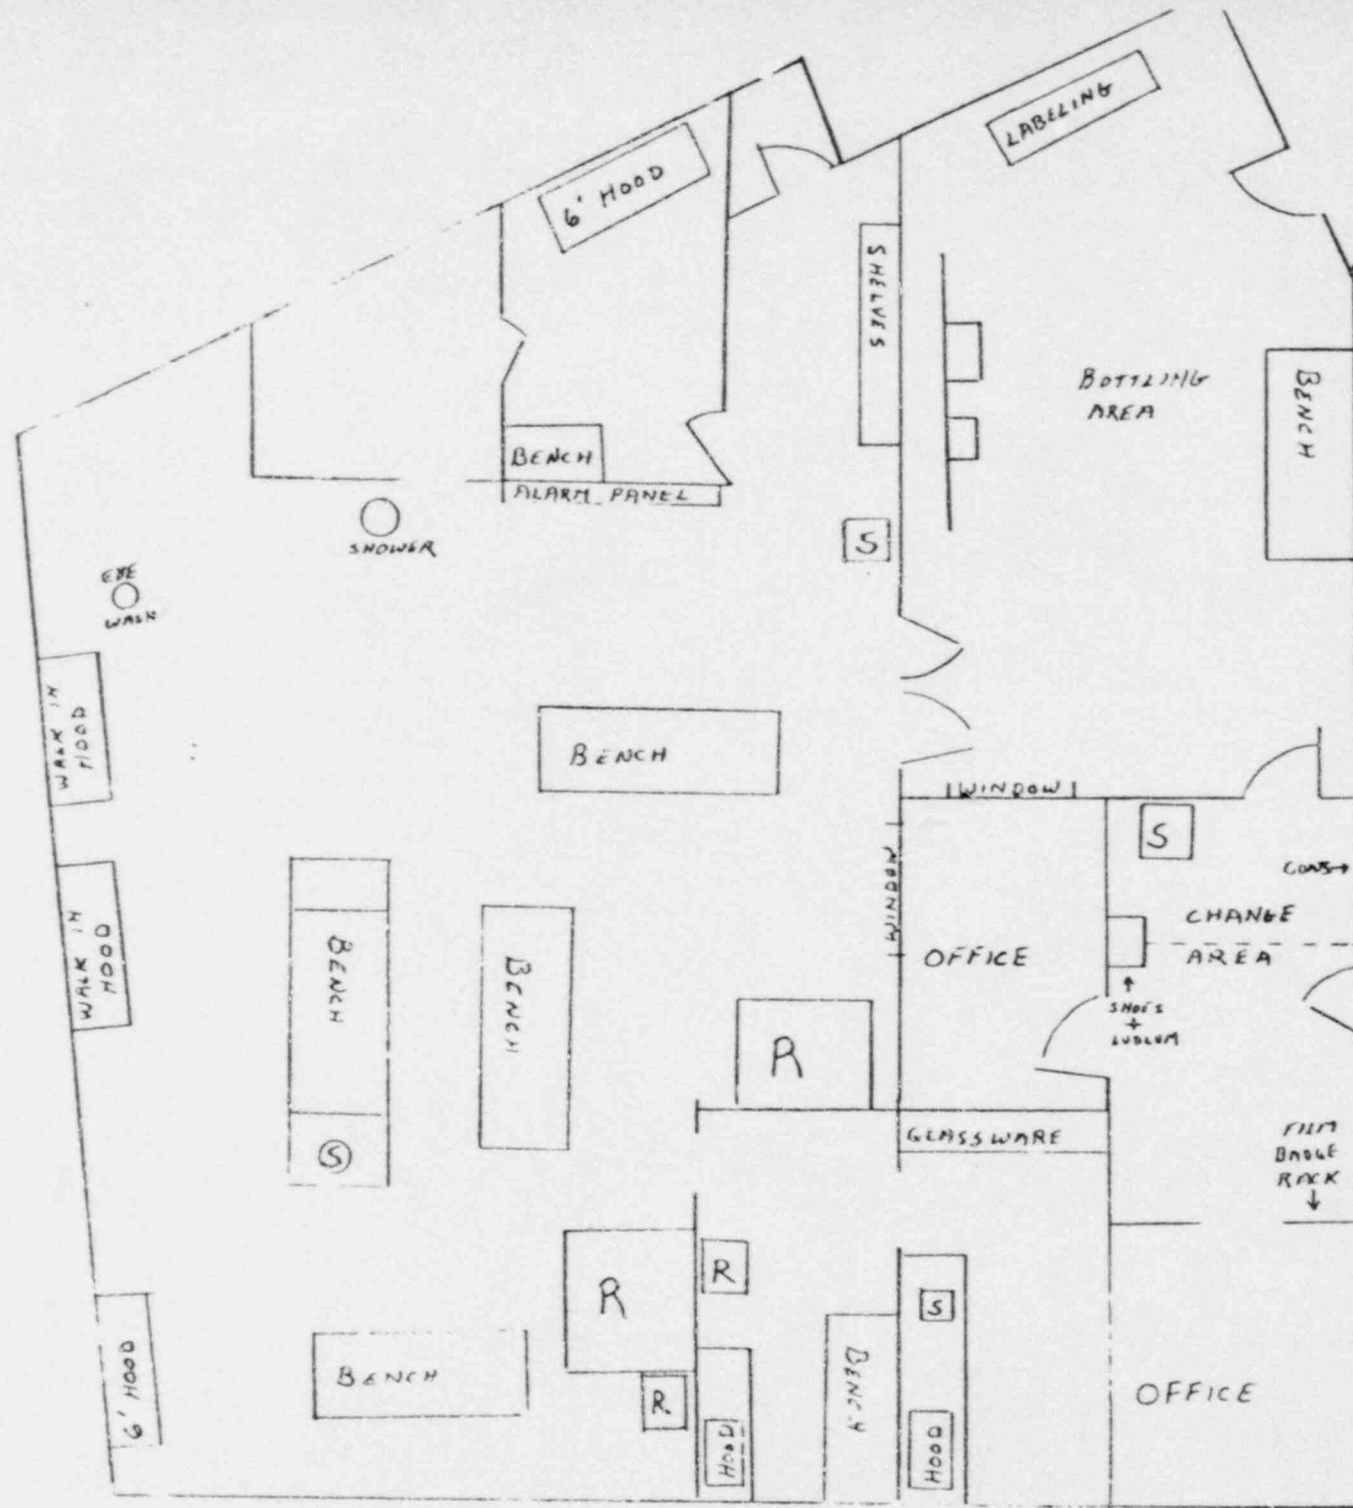 LABELING
6' HOOD
SHELVES
BOTTLING
AREA
BENCH
BENCH
ALARM PANEL
SHOWER
S
EYE
WASH
WALK IN
HOOD
BENCH
WINDOW
S
CONS→
WINDOW
WALK IN
HOOD
BENCH
BENCH
OFFICE
CHANGE
AREA
↑
SHOES
+
LUDLUM
R
GLASSWARE
FILM
BADGE
RACK
↓
S
R
R
S
6' HOOD
BENCH
R
BENCH
HOOD
HOOD
OFFICE